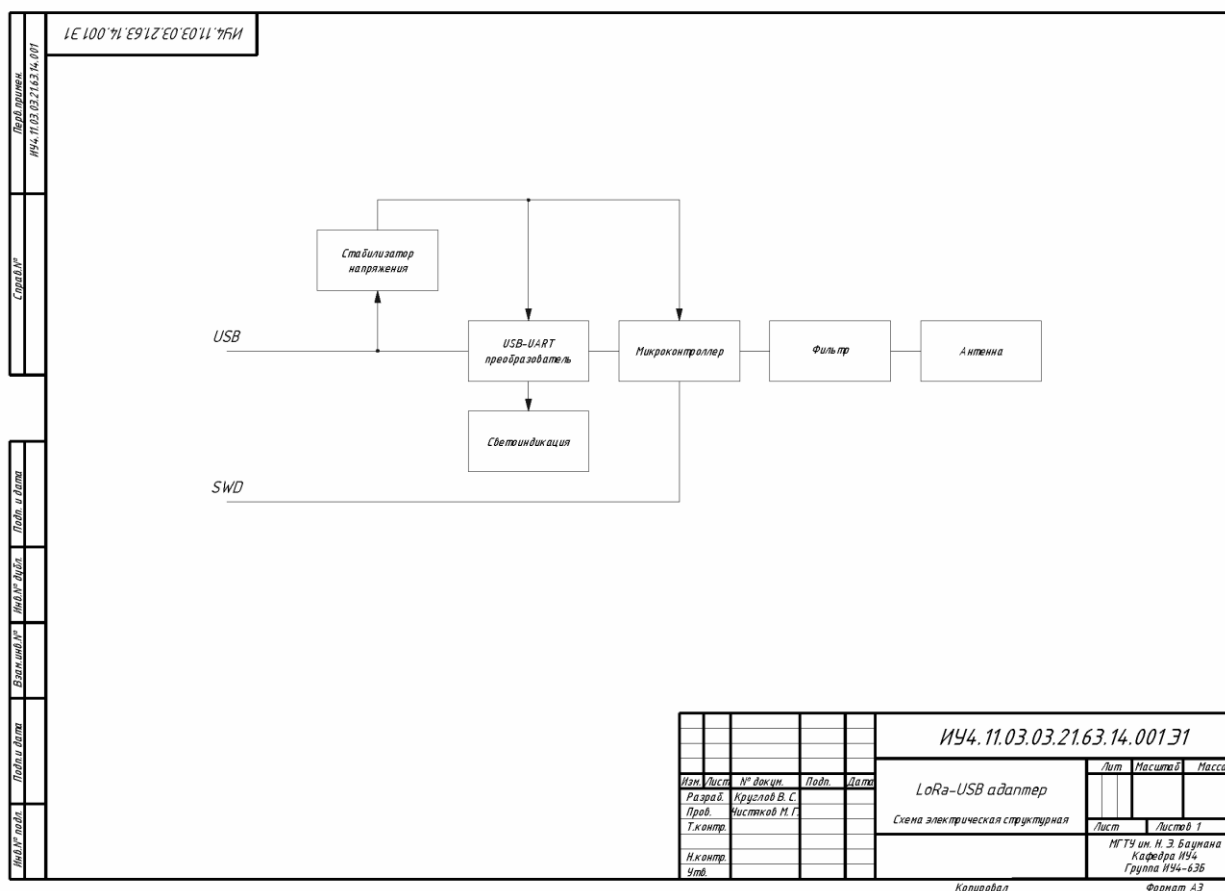 ИУ4.11.03.03.21.63.14.001 Э1
Перв. примен.
ИУ4.11.03.03.21.63.14.001
Справ.№
Стабилизатор
напряжения
USB
USB-UART
преобразователь
Микроконтроллер
Фильтр
Антенна
Светоиндикация
SWD
Подп. и дата
Инв.№ дубл.
Взам.инв.№
Подп.и дата
Инв.№ подл.
ИУ4.11.03.03.21.63.14.001 Э1
Изм. Лист № докум. Подп. Дата
Разраб. Круглов В. С.
Пров. Чистяков М. Г.
Т.контр.
Н.контр.
Утв.
LoRa-USB адаптер
Схема электрическая структурная
Лит Масштаб Масса
Лист Листов 1
МГТУ им. Н. Э. Баумана
Кафедра ИУ4
Группа ИУ4-63Б
Копировал Формат А3